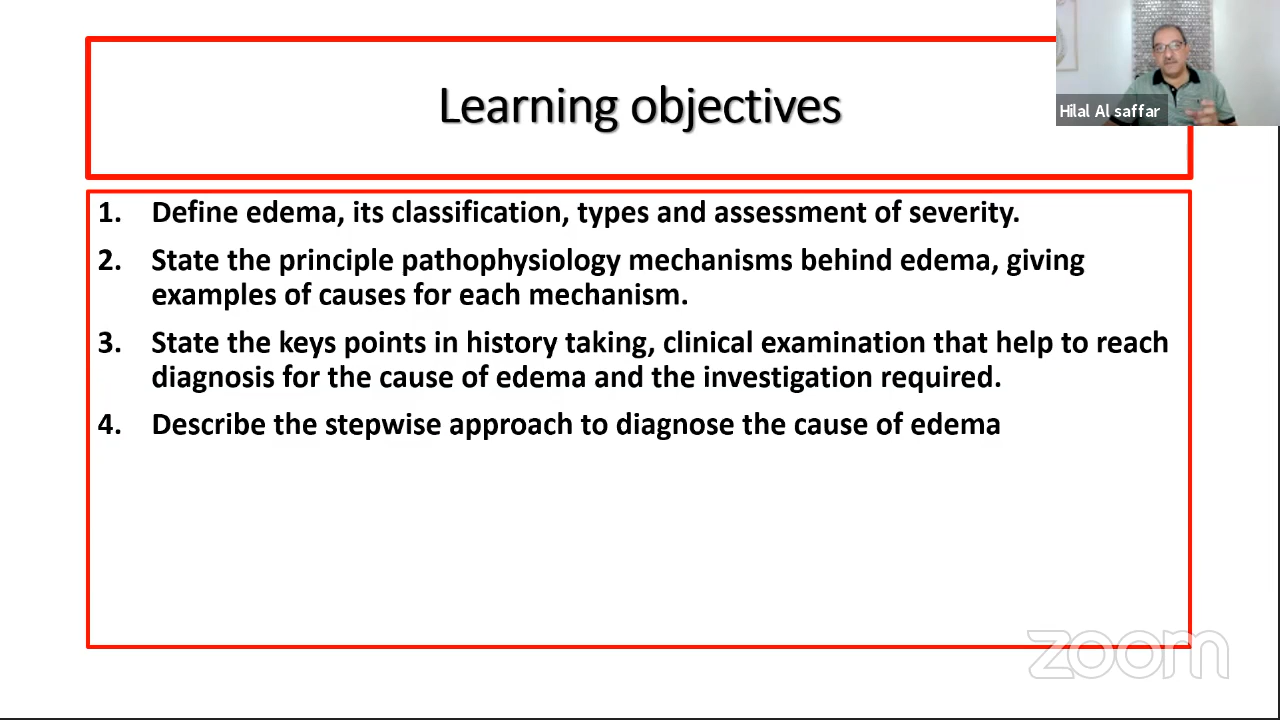 Learning objectives
Hilal Al saffar
1. Define edema, its classification, types and assessment of severity.
2. State the principle pathophysiology mechanisms behind edema, giving
examples of causes for each mechanism.
3. State the keys points in history taking, clinical examination that help to reach
diagnosis for the cause of edema and the investigation required.
4. Describe the stepwise approach to diagnose the cause of edema
zoom